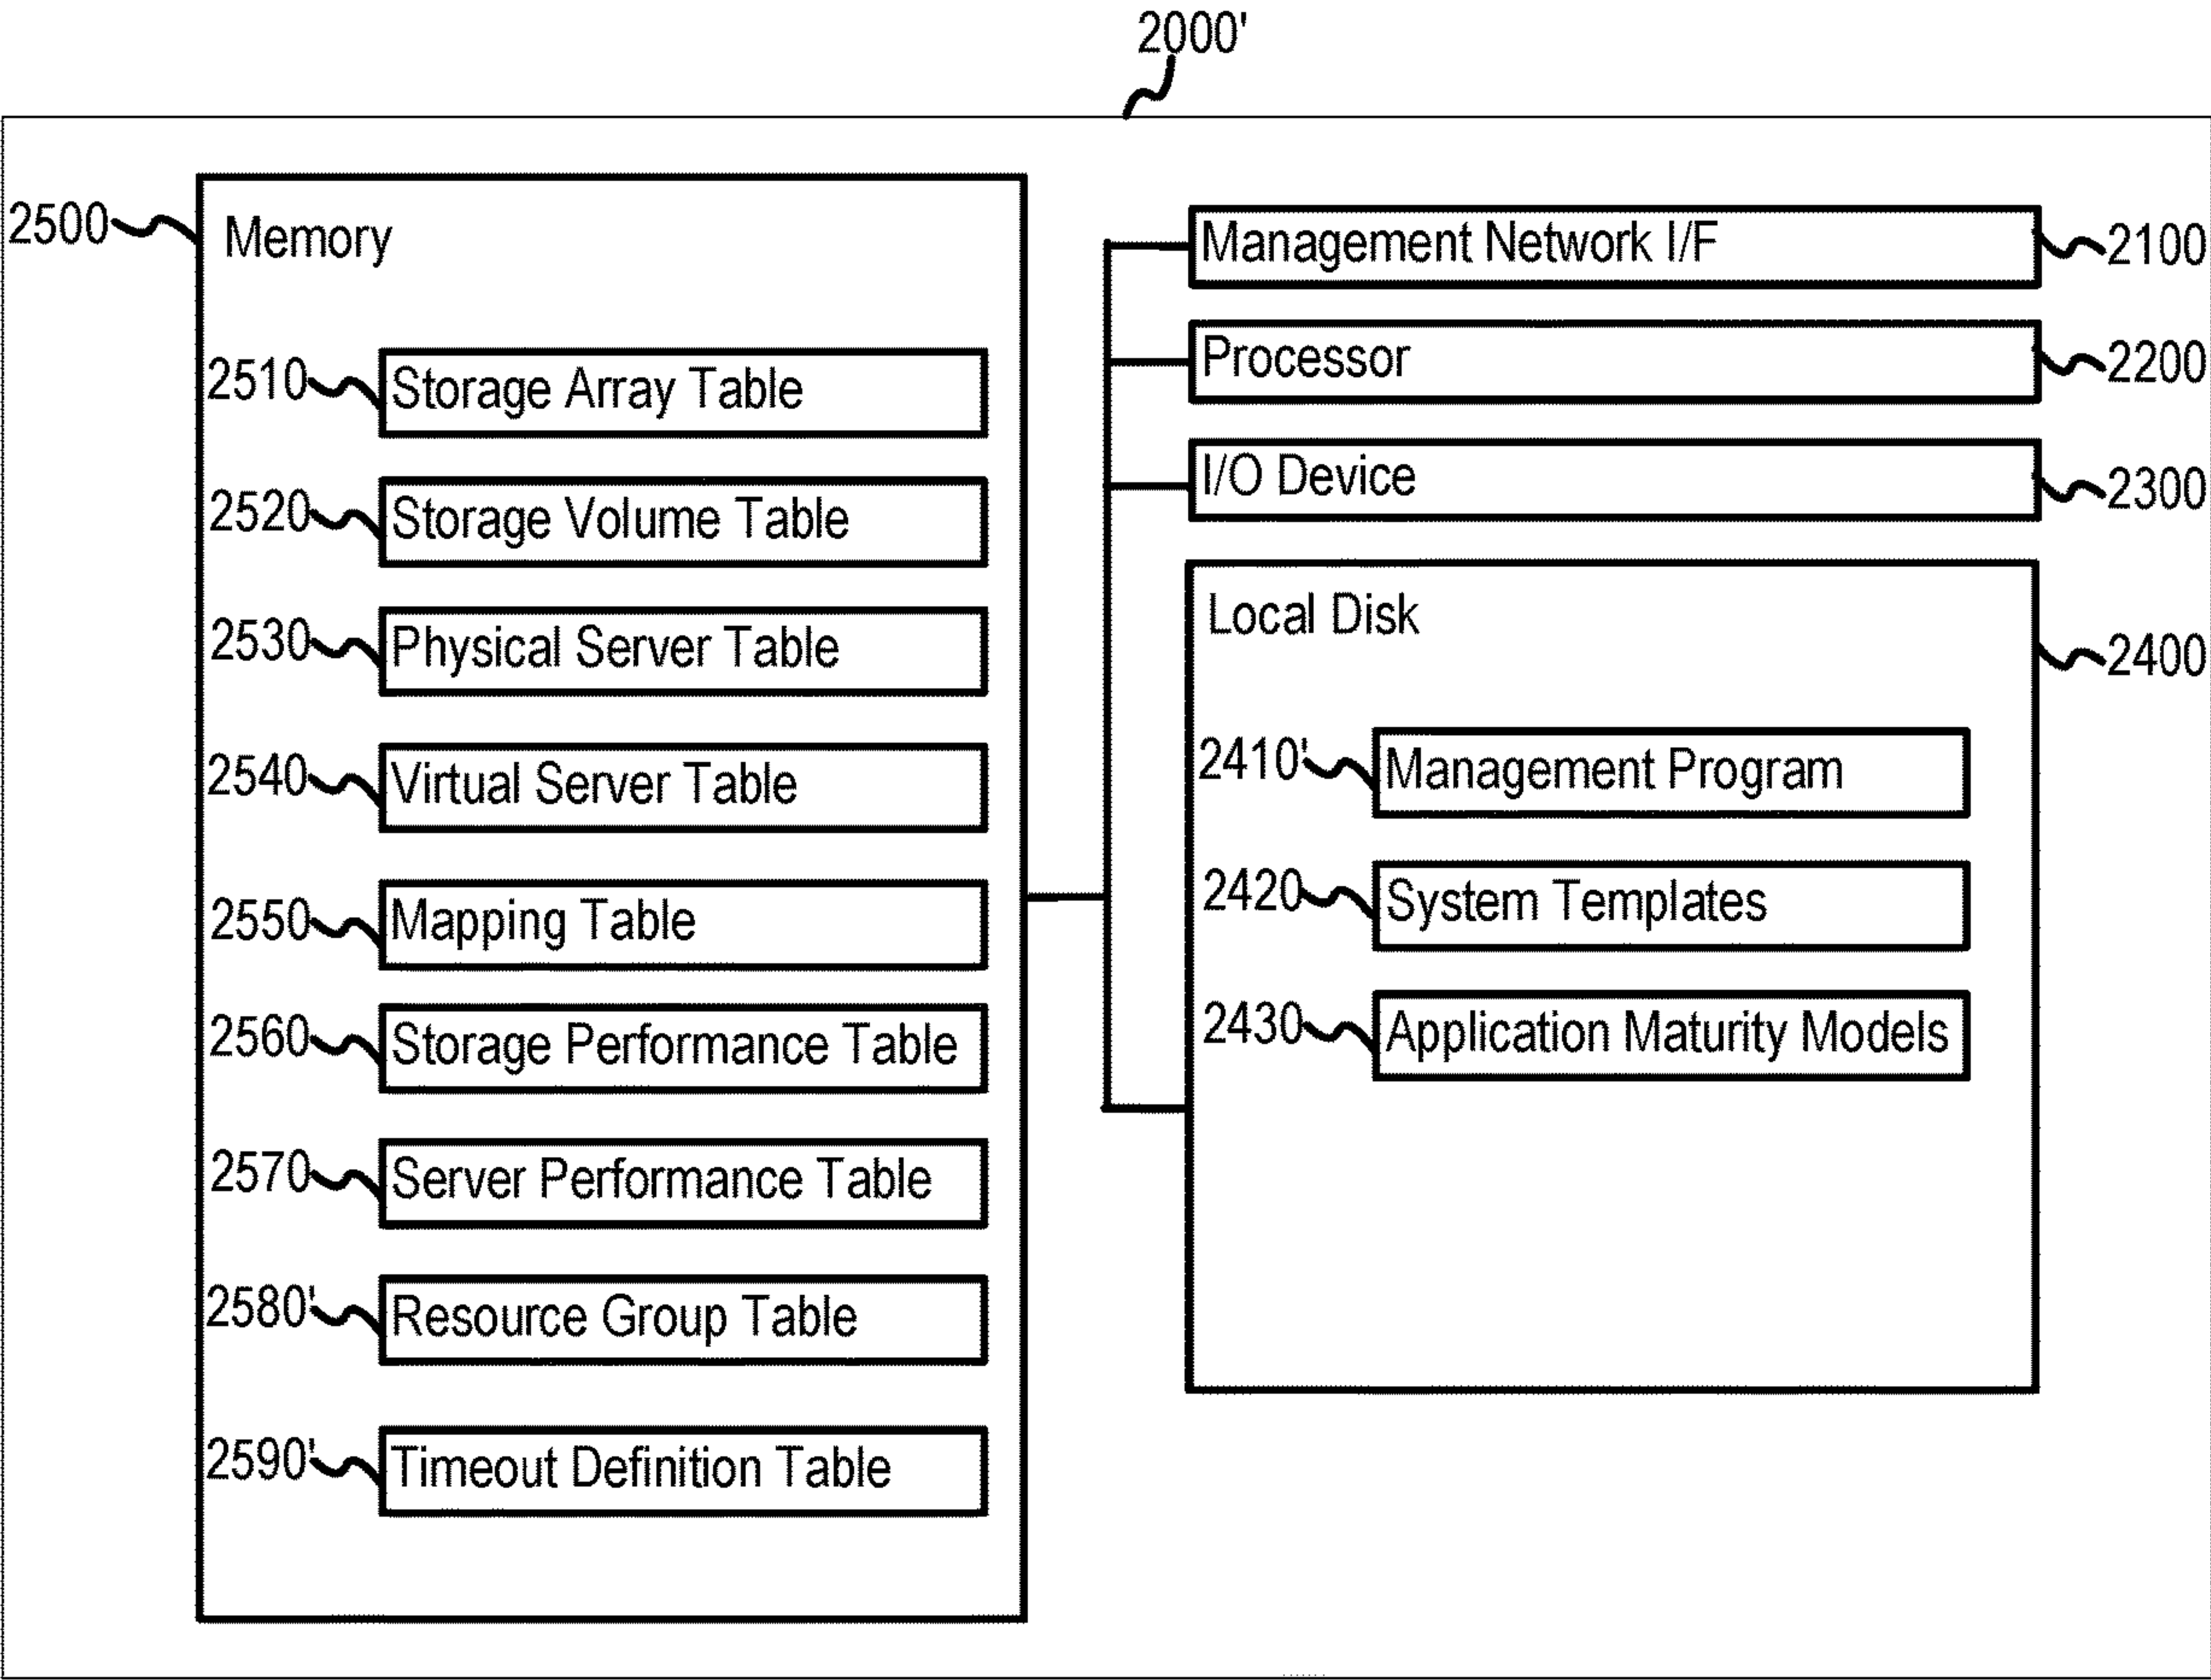 2000'
2500
Memory
2510
Storage Array Table
2520
Storage Volume Table
2530
Physical Server Table
2540
Virtual Server Table
2550
Mapping Table
2560
Storage Performance Table
2570
Server Performance Table
2580'
Resource Group Table
2590'
Timeout Definition Table
Management Network I/F
2100
Processor
2200
I/O Device
2300
Local Disk
2400
2410'
Management Program
2420
System Templates
2430
Application Maturity Models